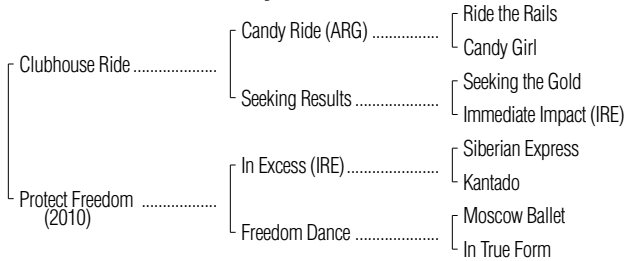 Ride the Rails
Candy Ride (ARG) .................
Candy Girl
Clubhouse Ride ...................
Seeking the Gold
Seeking Results ...................
Immediate Impact (IRE)
Siberian Express
In Excess (IRE).....................
Kantado
Protect Freedom .................
(2010)
Moscow Ballet
Freedom Dance ...................
In True Form